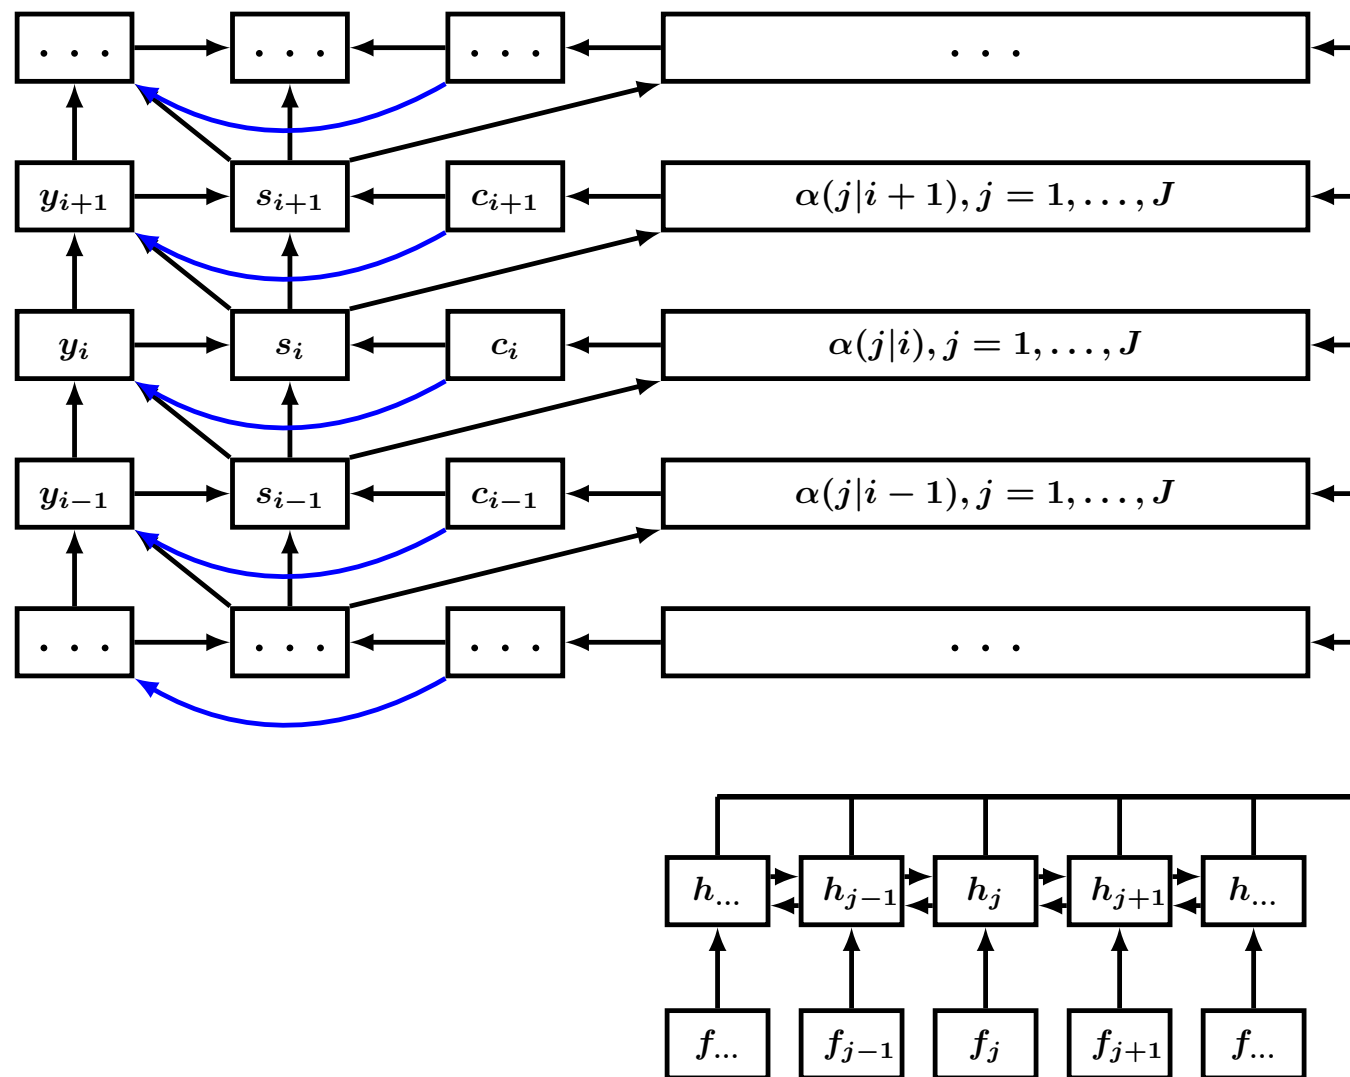 . . . . . . . . . . . .
y_{i+1} s_{i+1} c_{i+1} α(j|i + 1), j = 1, . . . , J
y_i s_i c_i α(j|i), j = 1, . . . , J
y_{i−1} s_{i−1} c_{i−1} α(j|i − 1), j = 1, . . . , J
. . . . . . . . . . . .
h_{...} h_{j−1} h_j h_{j+1} h_{...}
f_{...} f_{j−1} f_j f_{j+1} f_{...}